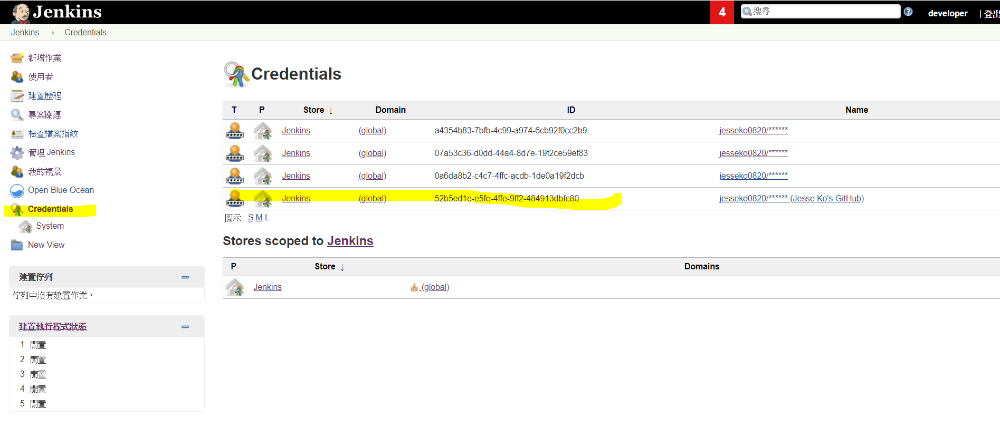 Jenkins
4
搜尋
developer
| 登出
Jenkins
Credentials
新增作業
使用者
建置歷程
專案關連
檢查檔案指紋
管理 Jenkins
我的視景
Open Blue Ocean
Credentials
System
New View
建置佇列
佇列中沒有建置作業。
建置執行程式狀態
1 閒置
2 閒置
3 閒置
4 閒置
5 閒置
Credentials
T P Store ↓ Domain ID Name
Jenkins (global) a4354b83-7bfb-4c99-a974-6cb92f0cc2b9 jesseko0820/******
Jenkins (global) 07a53c36-d0dd-44a4-8d7e-19f2ce59ef83 jesseko0820/******
Jenkins (global) 0a6da8b2-c4c7-4ffc-acdb-1de0a19f2dcb jesseko0820/******
Jenkins (global) 52b5ed1e-e5fe-4ffe-9ff2-484913dbfc80 jesseko0820/****** (Jesse Ko's GitHub)
圖示: S M L
Stores scoped to Jenkins
P Store ↓ Domains
Jenkins (global)